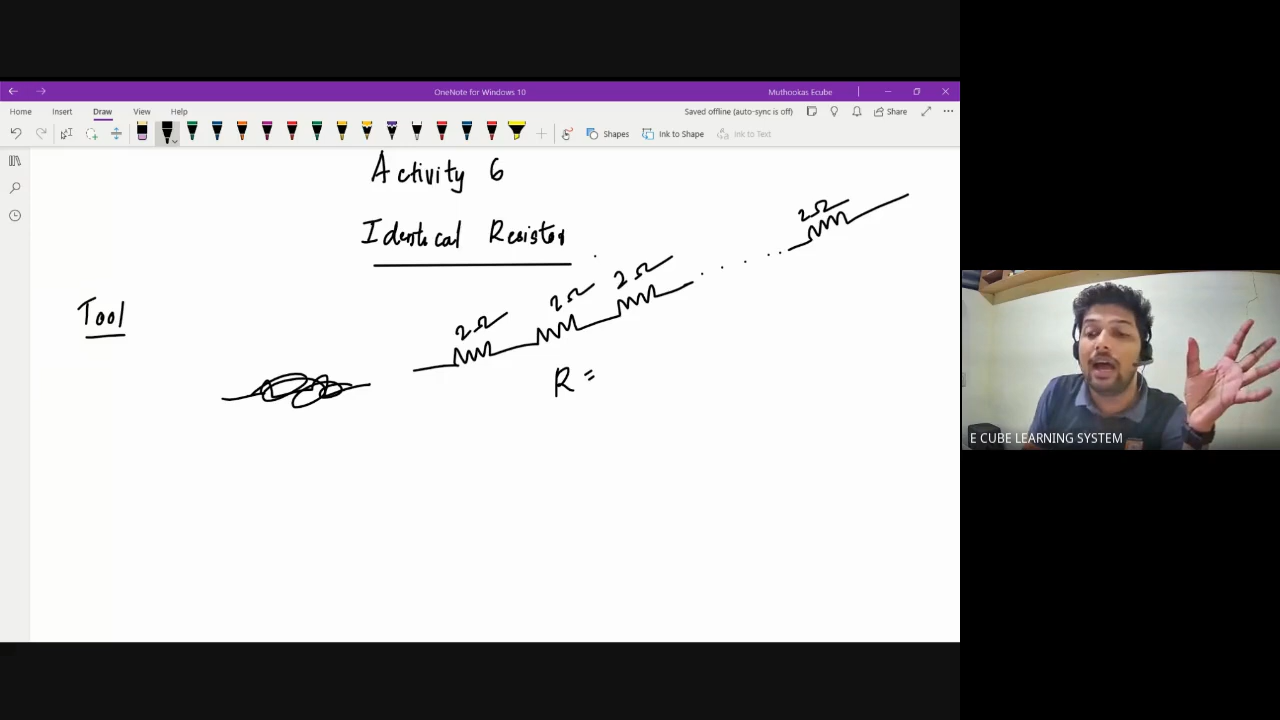 OneNote for Windows 10
Muthookas Ecube
Home Insert Draw View Help
Saved offline (auto-sync is off)
Share
Shapes
Ink to Shape
Ink to Text
Activity 6
Identical Resistor
Tool
2Ω
2Ω
2Ω
2Ω
R =
E CUBE LEARNING SYSTEM